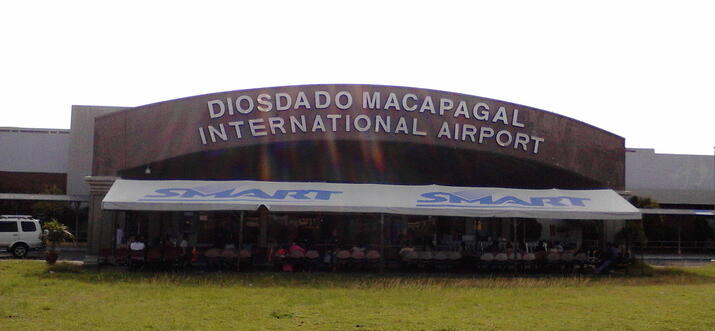 DIOSDADO MACAPAGAL
INTERNATIONAL AIRPORT
SMART SMART